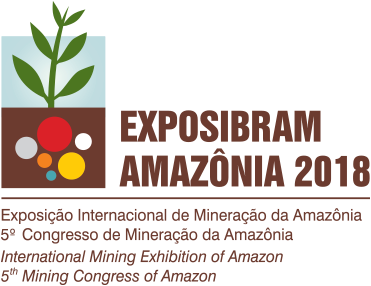 EXPOSIBRAM
AMAZÔNIA 2018
Exposição Internacional de Mineração da Amazônia
5º Congresso de Mineração da Amazônia
International Mining Exhibition of Amazon
5th Mining Congress of Amazon